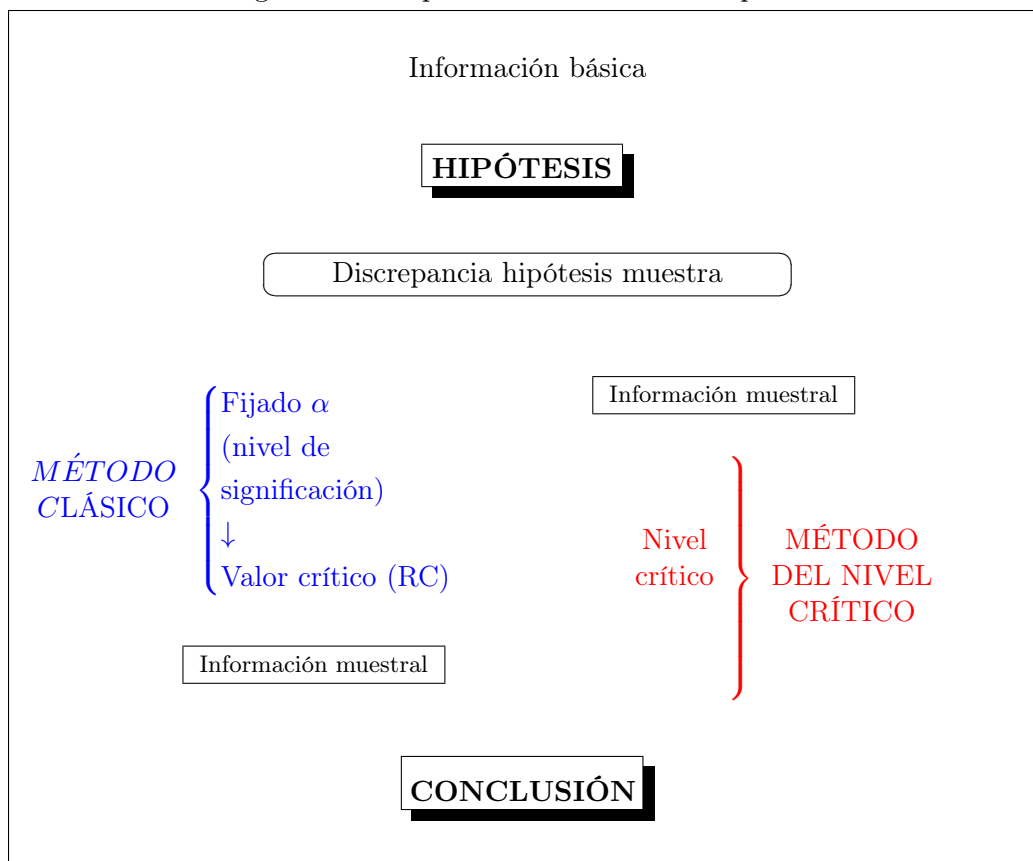 Información básica
HIPÓTESIS
Discrepancia hipótesis muestra
MÉTODO
CLÁSICO
Fijado α
(nivel de
significación)
↓
Valor crítico (RC)
Información muestral
Información muestral
Nivel
crítico
MÉTODO
DEL NIVEL
CRÍTICO
CONCLUSIÓN